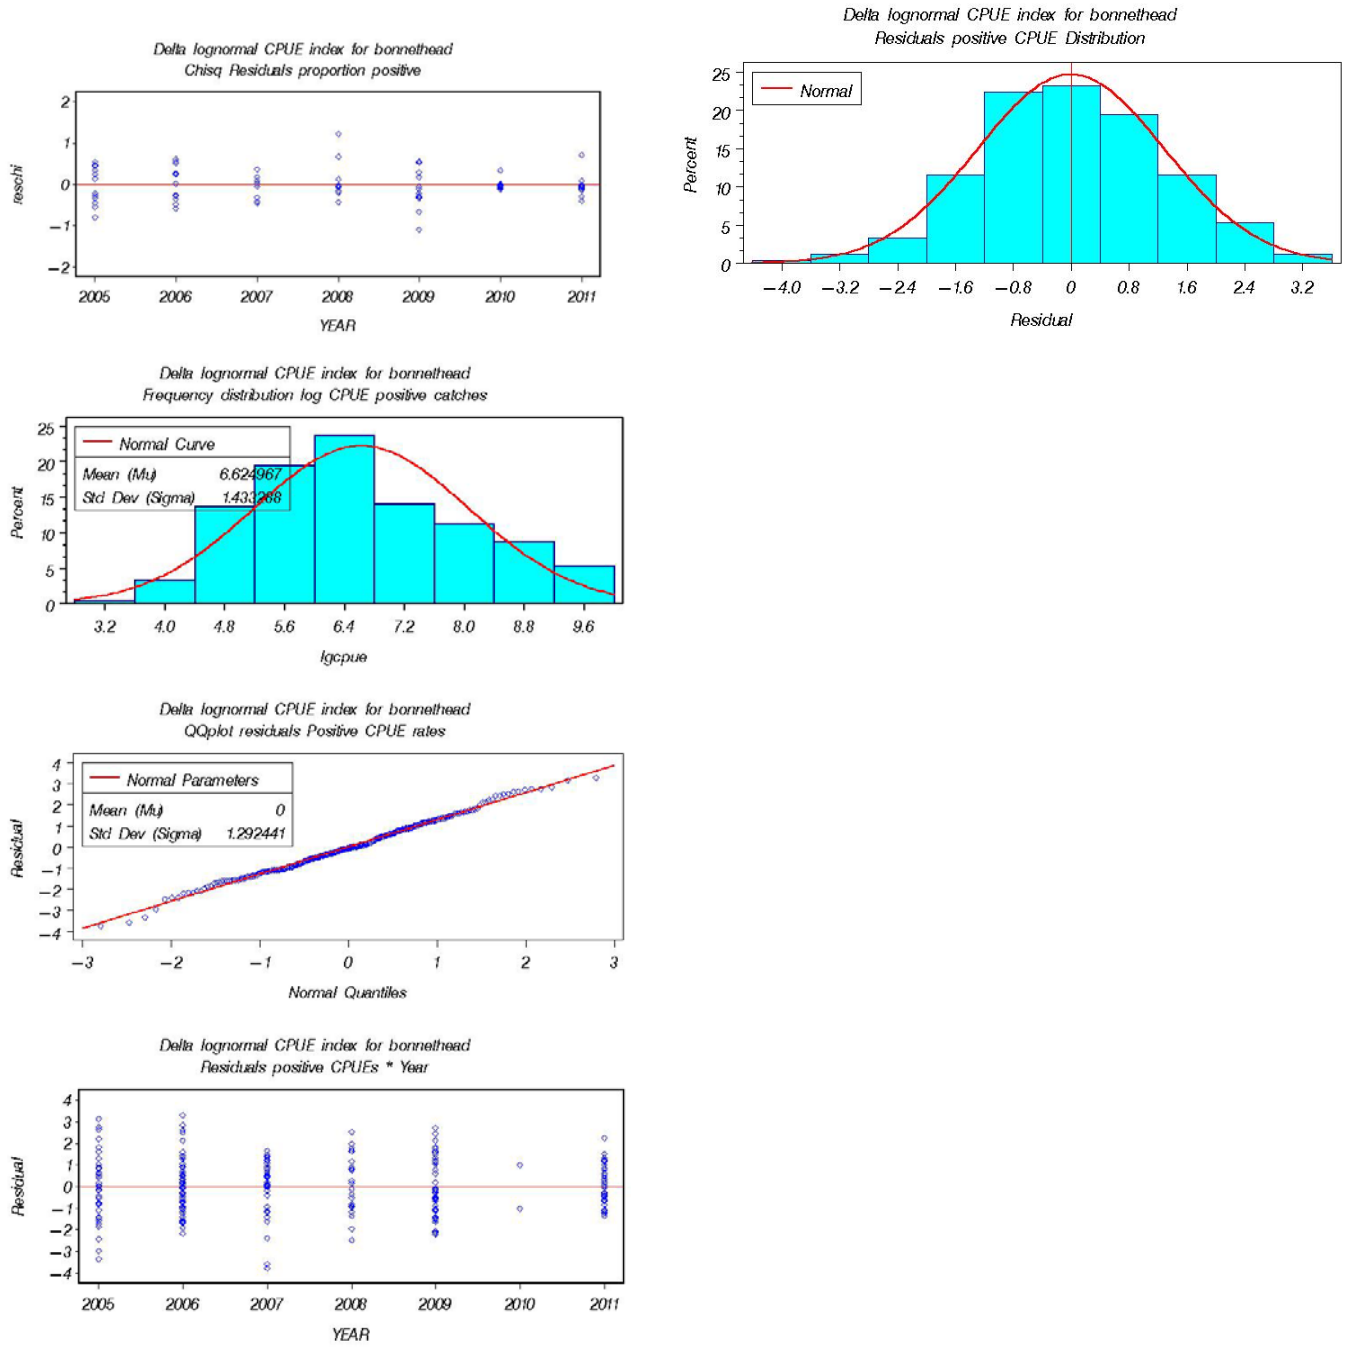 Delta lognormal CPUE index for bonnethead
Chisq Residuals proportion positive
2
1
0
−1
−2
reschi
2005 2006 2007 2008 2009 2010 2011
YEAR
Delta lognormal CPUE index for bonnethead
Residuals positive CPUE Distribution
Normal
25
20
15
10
5
0
Percent
−4.0 −3.2 −2.4 −1.6 −0.8 0 0.8 1.6 2.4 3.2
Residual
Delta lognormal CPUE index for bonnethead
Frequency distribution log CPUE positive catches
Normal Curve
Mean (Mu) 6.624967
Std Dev (Sigma) 1.433268
25
20
15
10
5
0
Percent
3.2 4.0 4.8 5.6 6.4 7.2 8.0 8.8 9.6
lgcpue
Delta lognormal CPUE index for bonnethead
QQplot residuals Positive CPUE rates
Normal Parameters
Mean (Mu) 0
Std Dev (Sigma) 1.292441
4
3
2
1
0
−1
−2
−3
−4
Residual
−3 −2 −1 0 1 2 3
Normal Quantiles
Delta lognormal CPUE index for bonnethead
Residuals positive CPUEs * Year
4
3
2
1
0
−1
−2
−3
−4
Residual
2005 2006 2007 2008 2009 2010 2011
YEAR